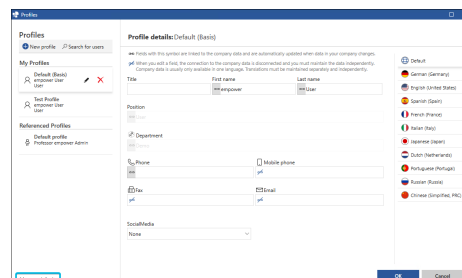 Profiles
Profiles
New profile
Search for users
My Profiles
Default (Basis)
empower User
User
Test Profile
empower User
User
Referenced Profiles
Default profile
Professor empower Admin
Profile details: Default (Basis)
Fields with this symbol are linked to the company data and are automatically updated when data in your company changes.
When you edit a field, the connection to the company data is disconnected and you must maintain the data independently.
Company data is usually only available in one language. Translations must be maintained separately and independently.
Title
First name
Last name
empower
User
Position
User
Department
Phone
Mobile phone
Fax
Email
SocialMedia
None
Default
German (Germany)
English (United States)
Spanish (Spain)
French (France)
Italian (Italy)
Japanese (Japan)
Dutch (Netherlands)
Portuguese (Portugal)
Russian (Russia)
Chinese (Simplified, PRC)
OK
Cancel